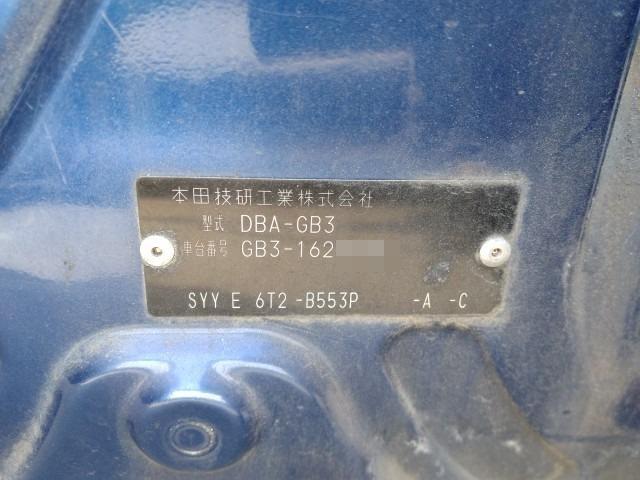 本田技研工業株式会社
型式 DBA-GB3
車台番号 GB3-162
SYY E 6T2 -B553P -A -C